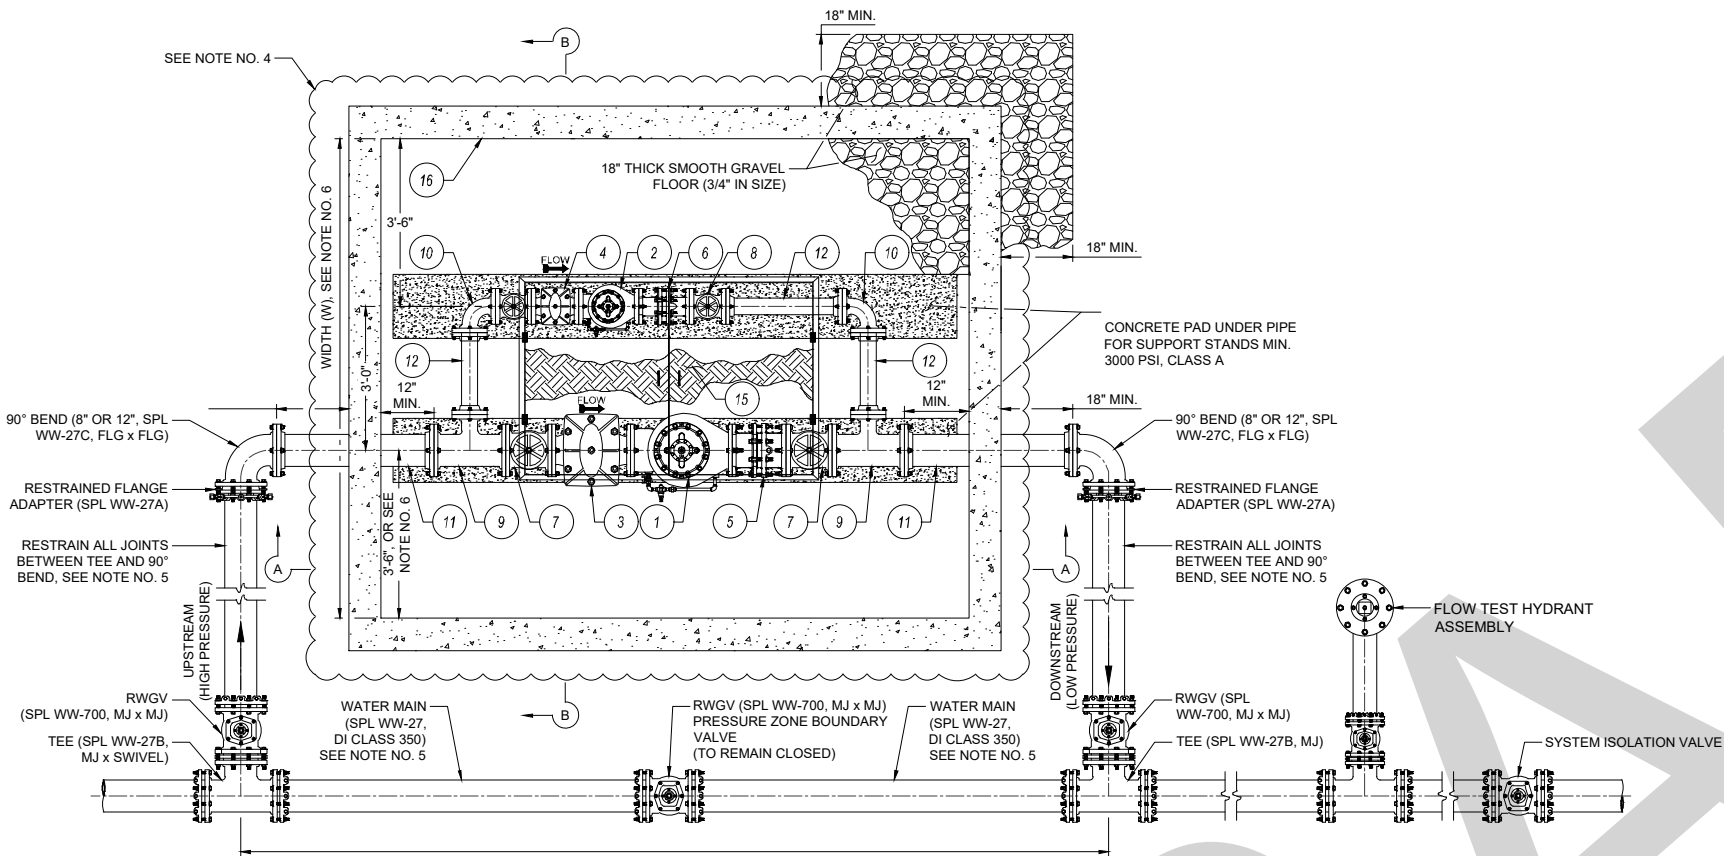 18" MIN.
B
SEE NOTE NO. 4
16
18" THICK SMOOTH GRAVEL
FLOOR (3/4" IN SIZE)
WIDTH (W), SEE NOTE NO. 6
3'-6"
18" MIN.
10
FLOW
4
2
6
8
12
10
CONCRETE PAD UNDER PIPE
FOR SUPPORT STANDS MIN.
3000 PSI, CLASS A
12
3'-0"
12"
MIN.
FLOW
15
12
12"
MIN.
18" MIN.
90° BEND (8" OR 12", SPL
WW-27C, FLG x FLG)
90° BEND (8" OR 12", SPL
WW-27C, FLG x FLG)
RESTRAINED FLANGE
ADAPTER (SPL WW-27A)
RESTRAINED FLANGE
ADAPTER (SPL WW-27A)
3'-6", OR SEE
NOTE NO. 6
11
9
7
3
1
5
7
9
11
RESTRAIN ALL JOINTS
BETWEEN TEE AND 90°
BEND, SEE NOTE NO. 5
A
A
RESTRAIN ALL JOINTS
BETWEEN TEE AND 90°
BEND, SEE NOTE NO. 5
UPSTREAM
(HIGH PRESSURE)
DOWNSTREAM
(LOW PRESSURE)
FLOW TEST HYDRANT
ASSEMBLY
RWGV
(SPL WW-700, MJ x MJ)
TEE (SPL WW-27B,
MJ x SWIVEL)
WATER MAIN
(SPL WW-27,
DI CLASS 350)
SEE NOTE NO. 5
B
RWGV (SPL WW-700, MJ x MJ)
PRESSURE ZONE BOUNDARY
VALVE
(TO REMAIN CLOSED)
WATER MAIN
(SPL WW-27,
DI CLASS 350)
SEE NOTE NO. 5
RWGV (SPL
WW-700, MJ x MJ)
TEE (SPL WW-27B, MJ)
SYSTEM ISOLATION VALVE